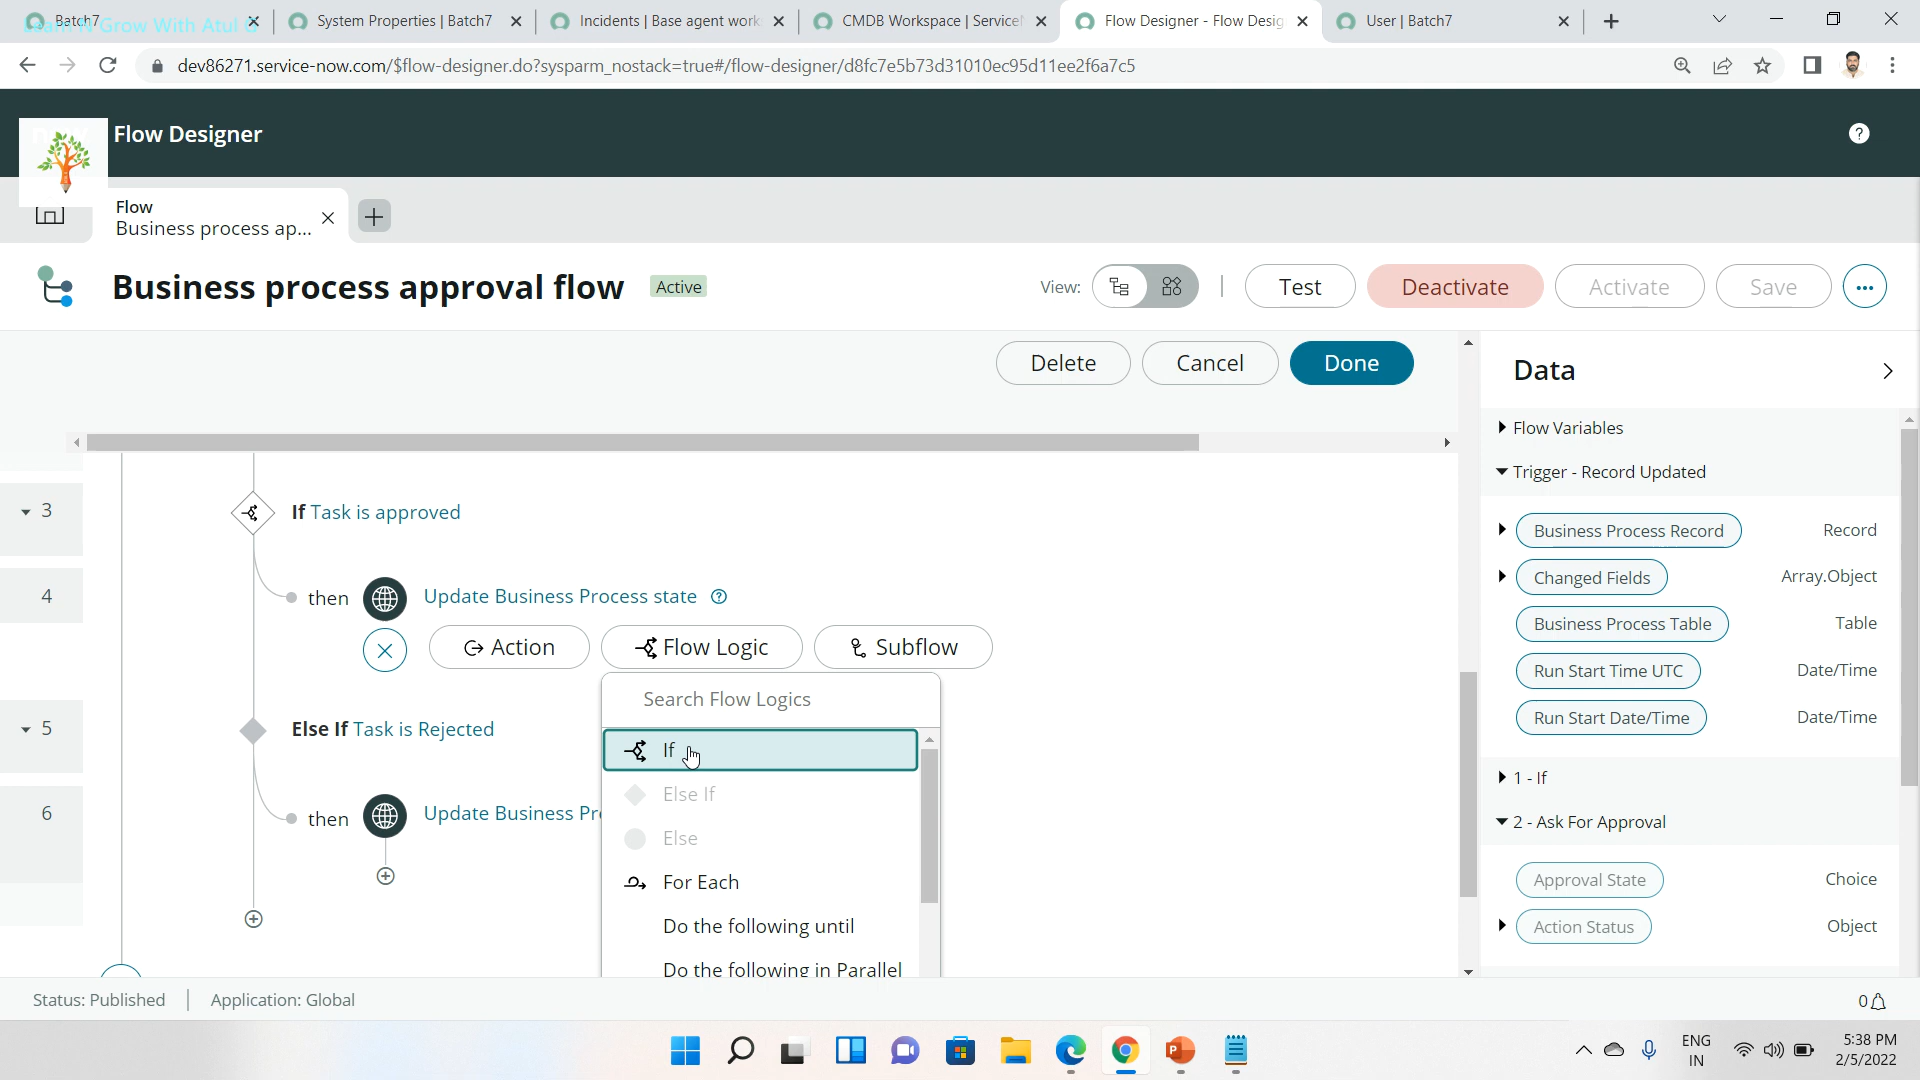 Learn N Grow With Atul G
Batch7
System Properties | Batch7
Incidents | Base agent work
CMDB Workspace | Service
Flow Designer - Flow Desig
User | Batch7
dev86271.service-now.com/$flow-designer.do?sysparm_nostack=true#/flow-designer/d8fc7e5b73d31010ec95d11ee2f6a7c5
Flow Designer
Flow
Business process ap...
Business process approval flow
Active
View:
Test
Deactivate
Activate
Save
Delete
Cancel
Done
Data
Flow Variables
Trigger - Record Updated
Business Process Record
Record
Changed Fields
Array.Object
Business Process Table
Table
Run Start Time UTC
Date/Time
Run Start Date/Time
Date/Time
1 - If
2 - Ask For Approval
Approval State
Choice
Action Status
Object
3
If Task is approved
4
then
Update Business Process state
Action
Flow Logic
Subflow
Search Flow Logics
If
Else If
Else
For Each
Do the following until
Do the following in Parallel
5
Else If Task is Rejected
6
then
Update Business Pr
Status: Published
Application: Global
0
ENG
IN
5:38 PM
2/5/2022